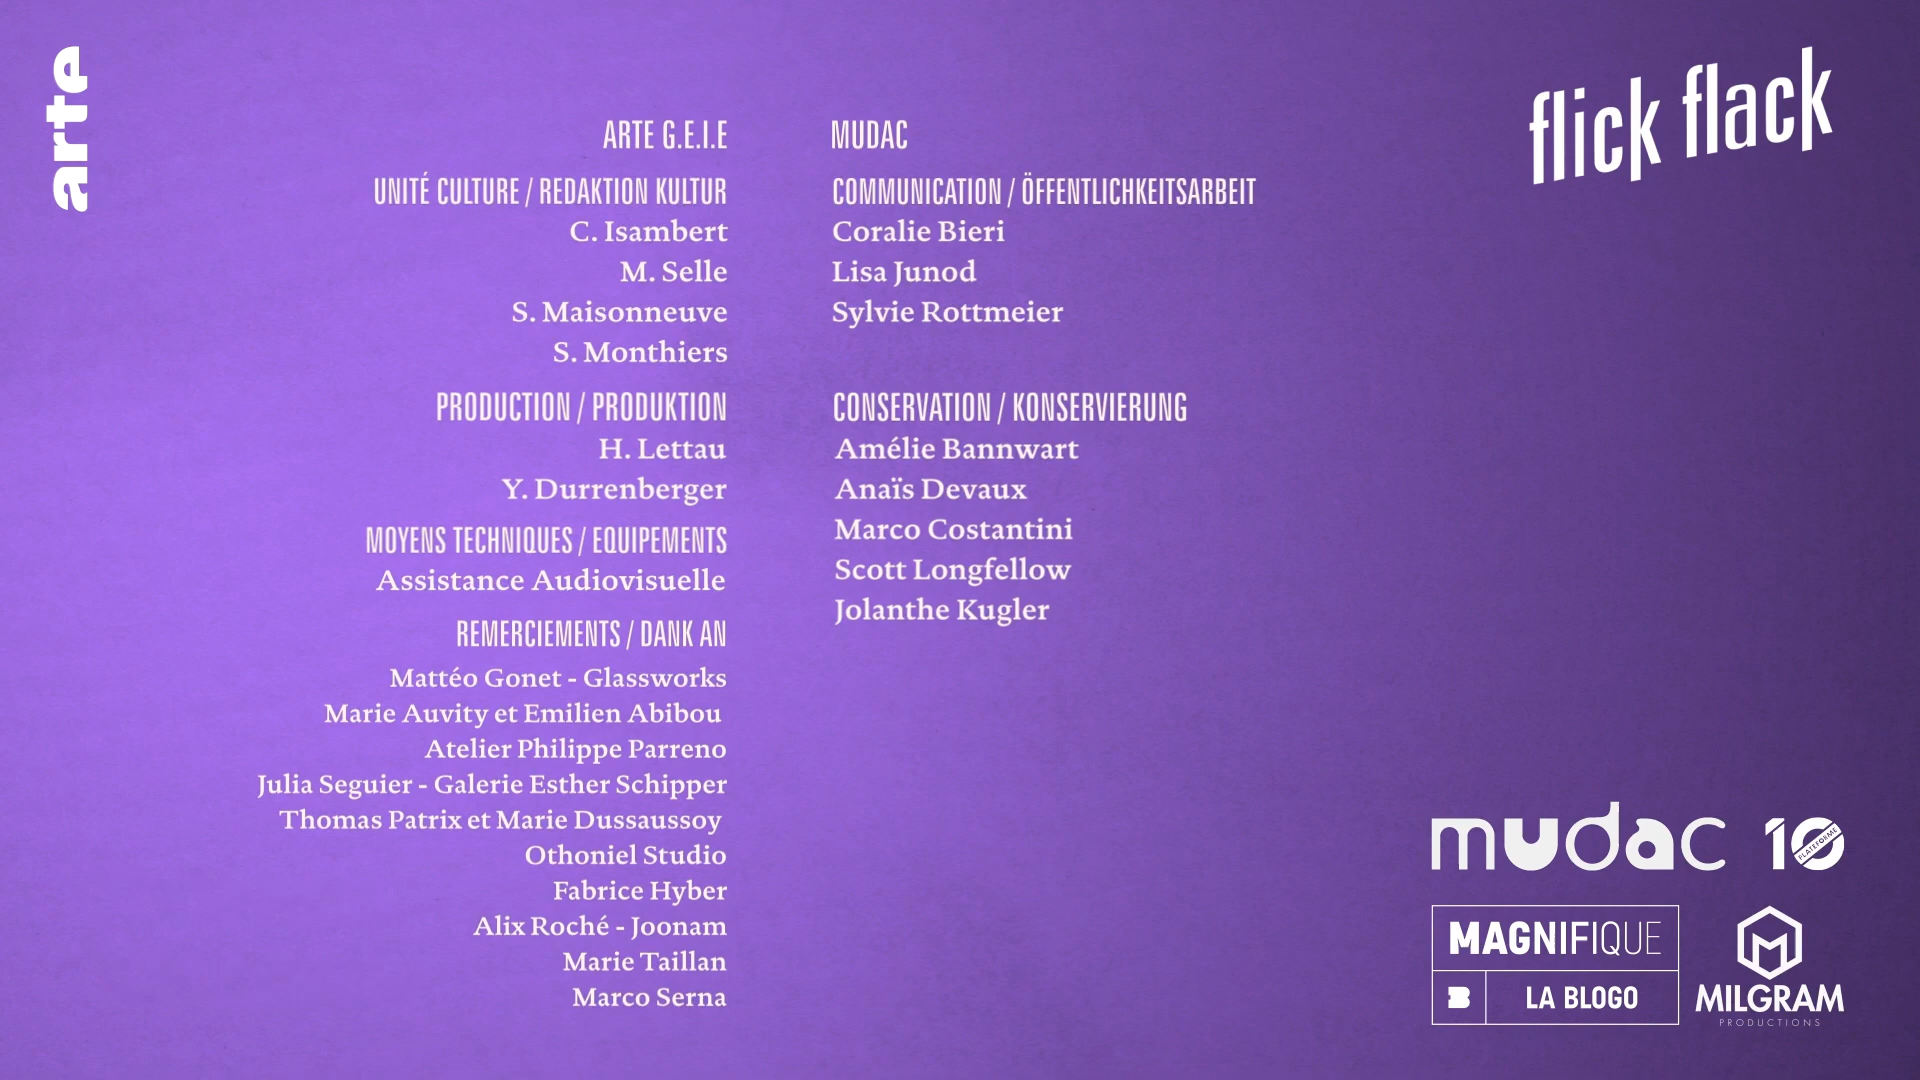 arte
flick flack
ARTE G.E.I.E
UNITÉ CULTURE / REDAKTION KULTUR
C. Isambert
M. Selle
S. Maisonneuve
S. Monthiers
PRODUCTION / PRODUKTION
H. Lettau
Y. Durrenberger
MOYENS TECHNIQUES / EQUIPEMENTS
Assistance Audiovisuelle
REMERCIEMENTS / DANK AN
Mattéo Gonet - Glassworks
Marie Auvity et Emilien Abibou
Atelier Philippe Parreno
Julia Seguier - Galerie Esther Schipper
Thomas Patrix et Marie Dussaussoy
Othoniel Studio
Fabrice Hyber
Alix Roché - Joonam
Marie Taillan
Marco Serna
MUDAC
COMMUNICATION / ÖFFENTLICHKEITSARBEIT
Coralie Bieri
Lisa Junod
Sylvie Rottmeier
CONSERVATION / KONSERVIERUNG
Amélie Bannwart
Anaïs Devaux
Marco Costantini
Scott Longfellow
Jolanthe Kugler
mudac
PLATEFORME 10
MAGNIFIQUE
B LA BLOGO
M
MILGRAM
PRODUCTIONS